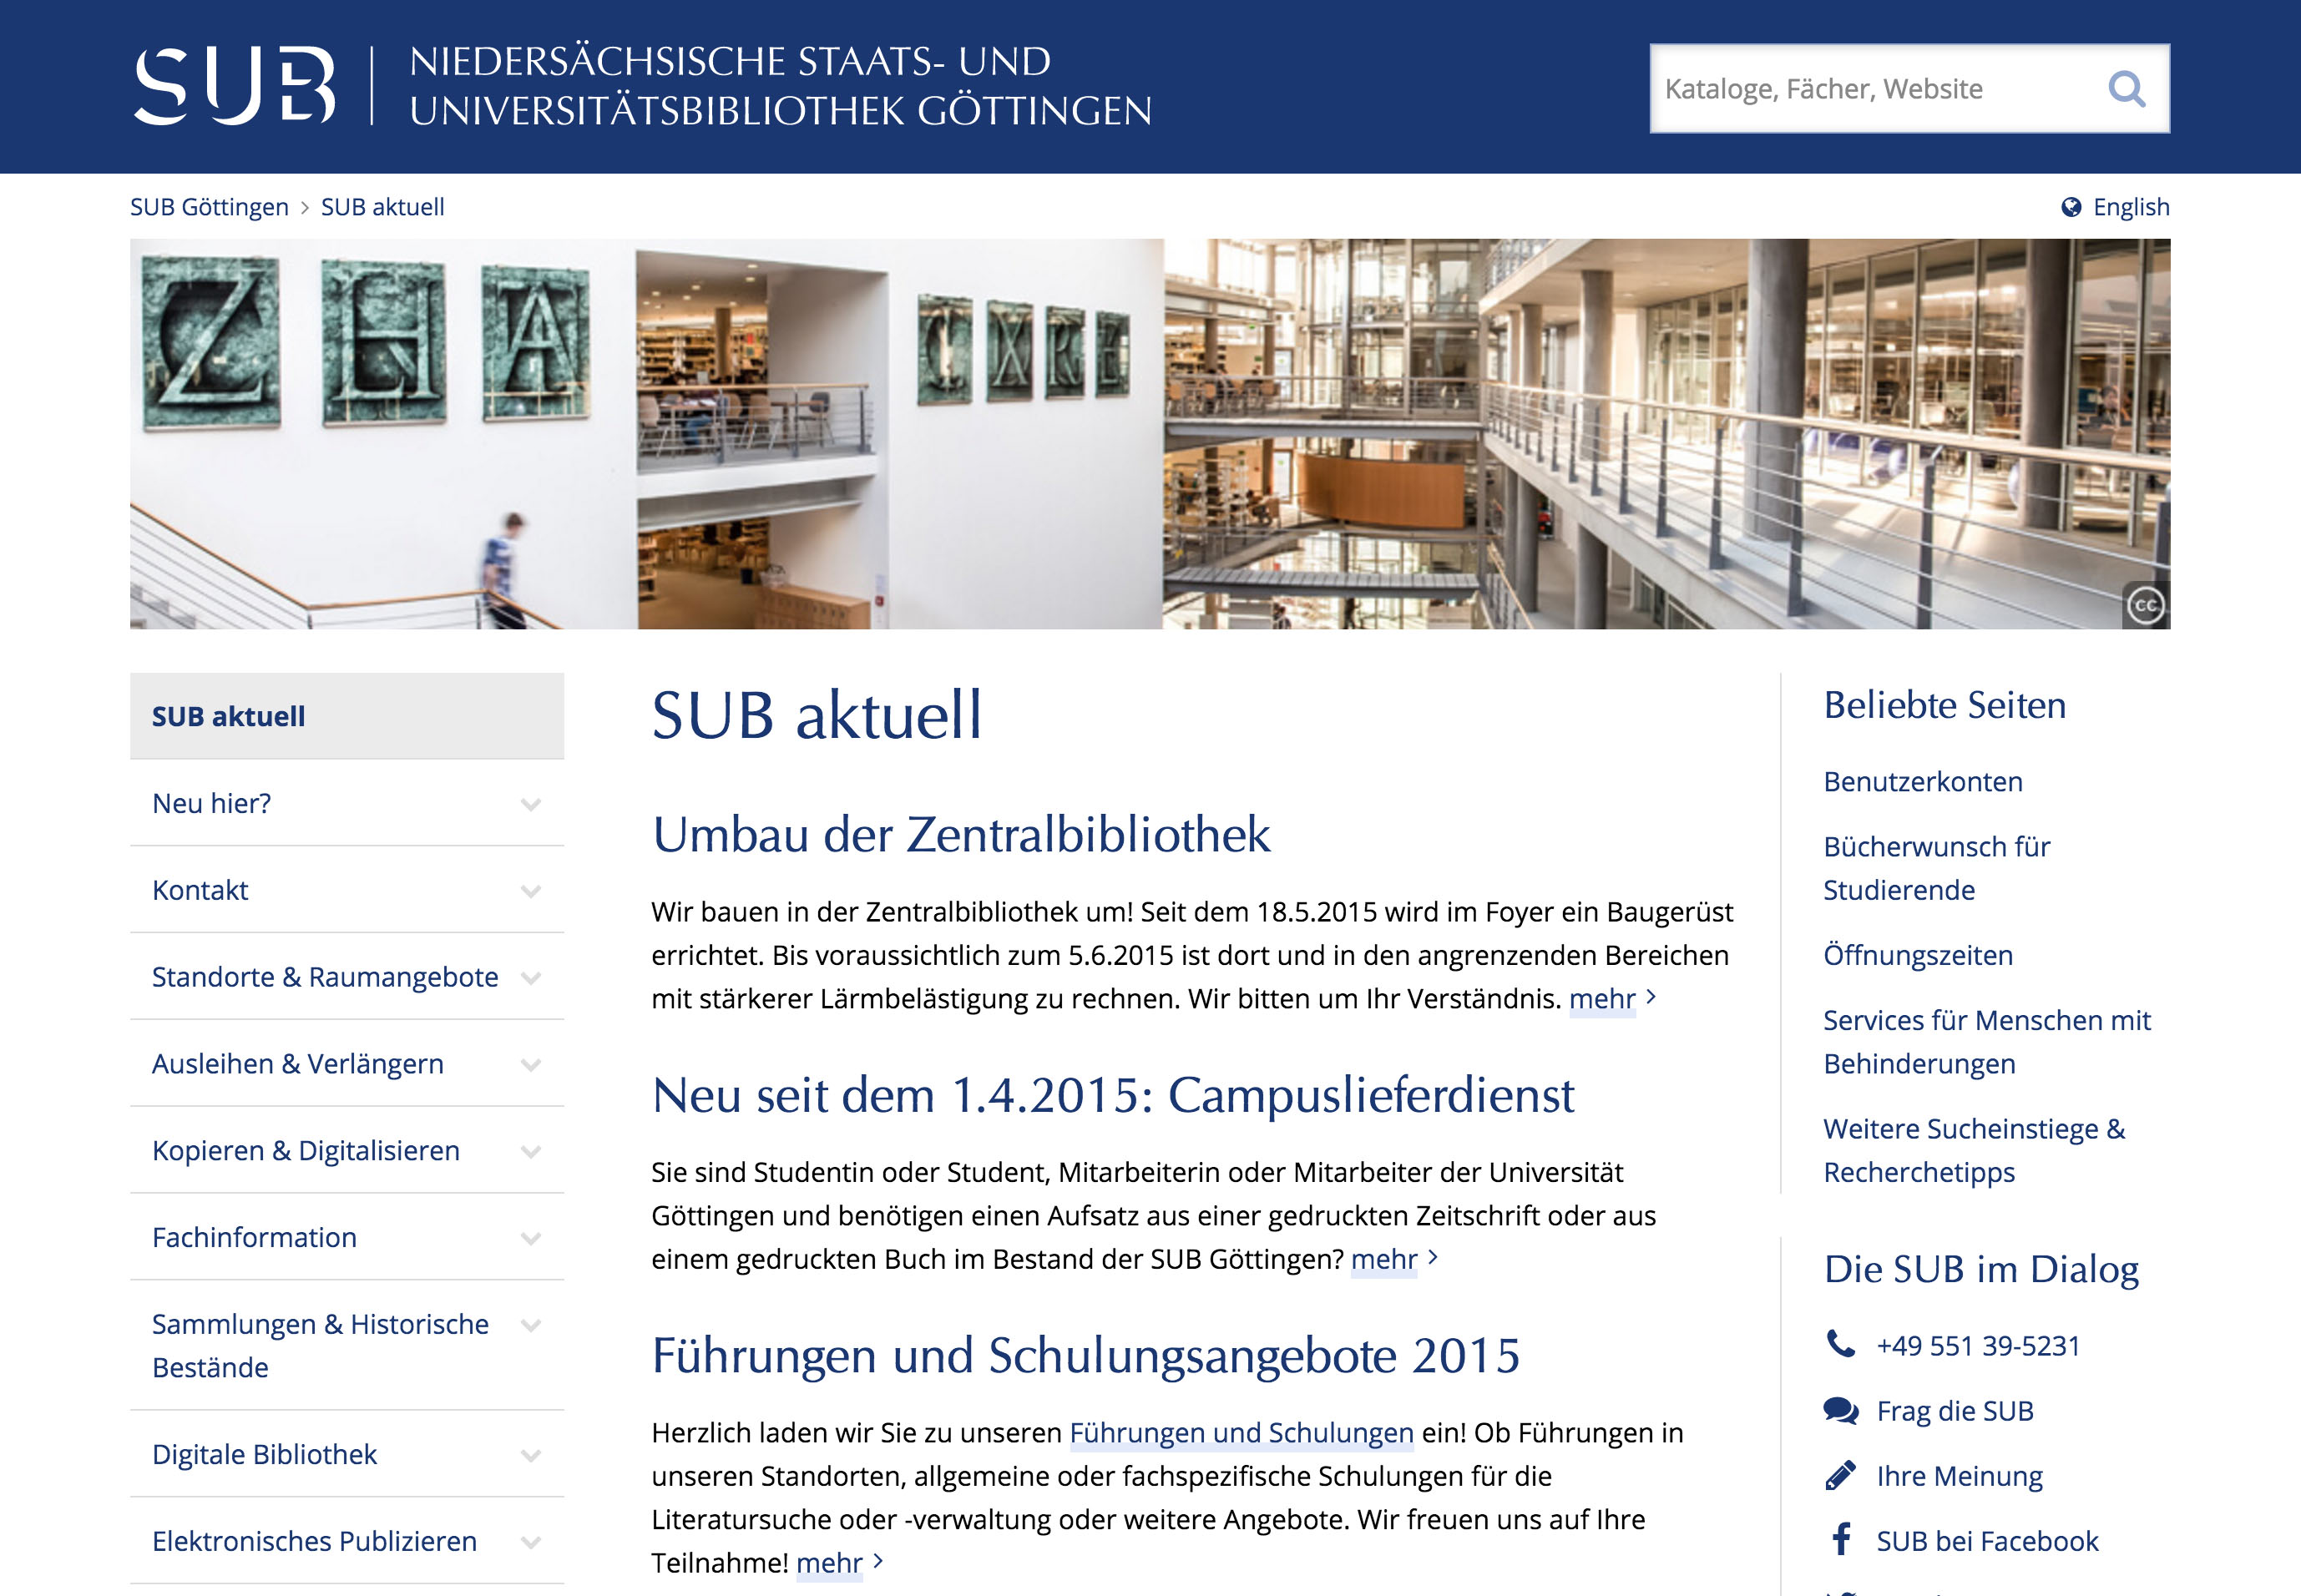 SUB
NIEDERSÄCHSISCHE STAATS- UND
UNIVERSITÄTSBIBLIOTHEK GÖTTINGEN
Kataloge, Fächer, Website
SUB Göttingen > SUB aktuell
English
Z H A
I X R E
cc
SUB aktuell
Neu hier?
Kontakt
Standorte & Raumangebote
Ausleihen & Verlängern
Kopieren & Digitalisieren
Fachinformation
Sammlungen & Historische
Bestände
Digitale Bibliothek
Elektronisches Publizieren
SUB aktuell
Umbau der Zentralbibliothek
Wir bauen in der Zentralbibliothek um! Seit dem 18.5.2015 wird im Foyer ein Baugerüst
errichtet. Bis voraussichtlich zum 5.6.2015 ist dort und in den angrenzenden Bereichen
mit stärkerer Lärmbelästigung zu rechnen. Wir bitten um Ihr Verständnis. mehr >
Neu seit dem 1.4.2015: Campuslieferdienst
Sie sind Studentin oder Student, Mitarbeiterin oder Mitarbeiter der Universität
Göttingen und benötigen einen Aufsatz aus einer gedruckten Zeitschrift oder aus
einem gedruckten Buch im Bestand der SUB Göttingen? mehr >
Führungen und Schulungsangebote 2015
Herzlich laden wir Sie zu unseren Führungen und Schulungen ein! Ob Führungen in
unseren Standorten, allgemeine oder fachspezifische Schulungen für die
Literatursuche oder -verwaltung oder weitere Angebote. Wir freuen uns auf Ihre
Teilnahme! mehr >
Beliebte Seiten
Benutzerkonten
Bücherwunsch für
Studierende
Öffnungszeiten
Services für Menschen mit
Behinderungen
Weitere Sucheinstiege &
Recherchetipps
Die SUB im Dialog
+49 551 39-5231
Frag die SUB
Ihre Meinung
SUB bei Facebook